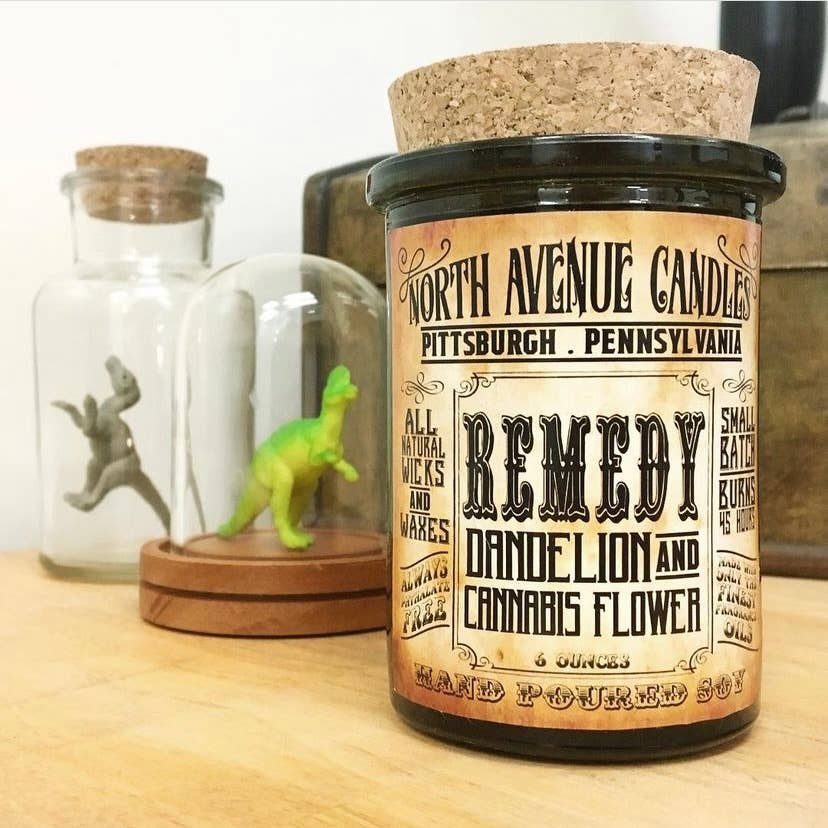 NORTH AVENUE CANDLES
PITTSBURGH . PENNSYLVANIA
ALL
NATURAL
WICKS
AND
WAXES
ALWAYS
PHTHALATE
FREE
REMEDY
DANDELION AND
CANNABIS FLOWER
6 OUNCES
SMALL
BATCH
BURNS
45 HOURS
MADE WITH
ONLY THE
FINEST
FRAGRANCE
OILS
HAND POURED SOY